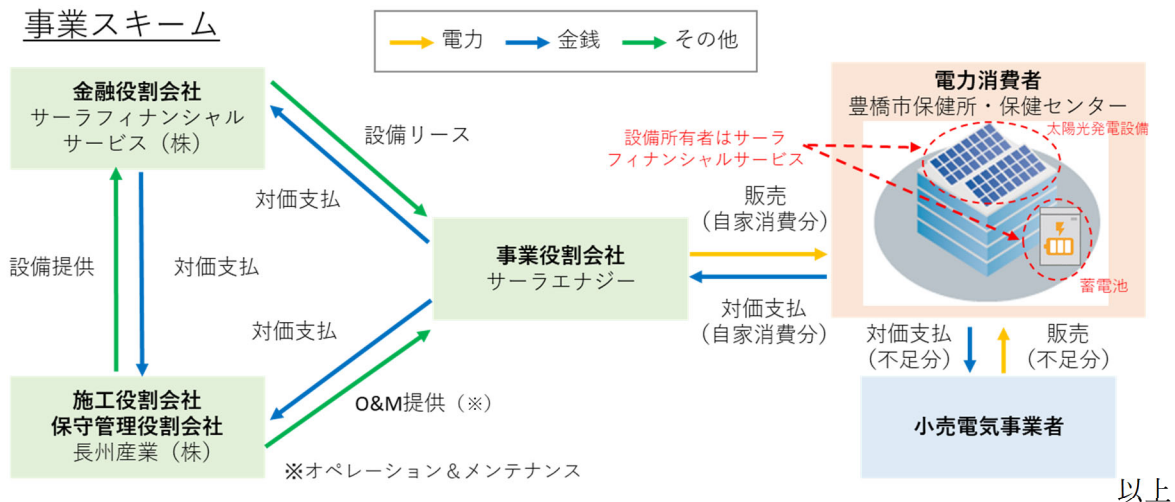 事業スキーム
電力
金銭
その他
金融役割会社
サーラフィナンシャル
サービス（株）
設備リース
対価支払
設備提供
対価支払
対価支払
施工役割会社
保守管理役割会社
長州産業（株）
O&M提供（※）
※オペレーション＆メンテナンス
事業役割会社
サーラエナジー
販売
（自家消費分）
対価支払
（自家消費分）
設備所有者はサーラ
フィナンシャルサービス
電力消費者
豊橋市保健所・保健センター
太陽光発電設備
蓄電池
対価支払
（不足分）
販売
（不足分）
小売電気事業者
以上